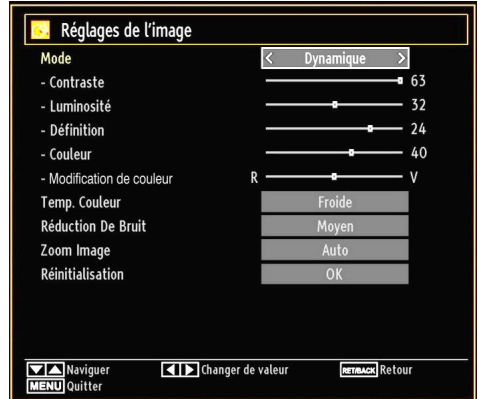 Réglages de l'image
Mode < Dynamique >
- Contraste 63
- Luminosité 32
- Définition 24
- Couleur 40
- Modification de couleur R V
Temp. Couleur Froide
Réduction De Bruit Moyen
Zoom Image Auto
Réinitialisation OK
Naviguer Changer de valeur RET/BACK Retour
MENU Quitter